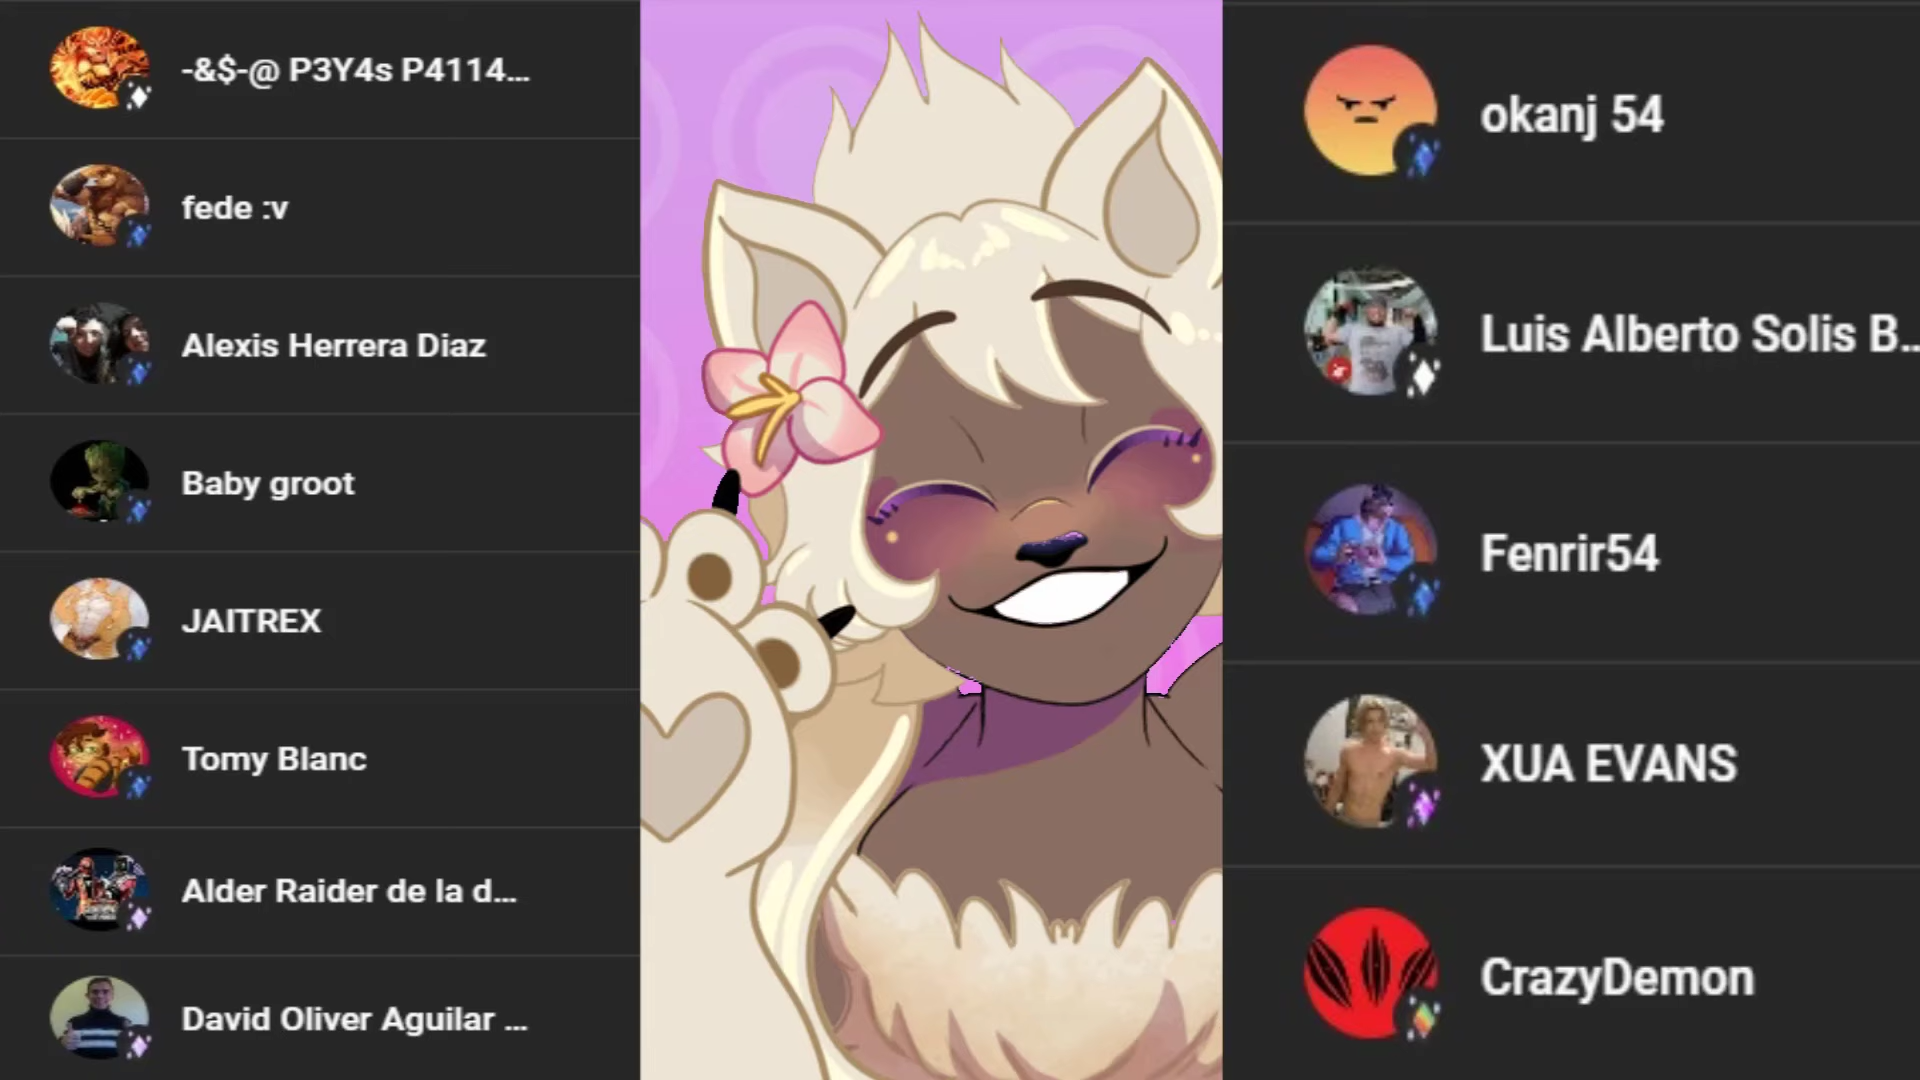 -&$-@ P3Y4s P4114...
fede :v
Alexis Herrera Diaz
Baby groot
JAITREX
Tomy Blanc
Alder Raider de la d...
David Oliver Aguilar ...
okanj 54
Luis Alberto Solis B...
Fenrir54
XUA EVANS
CrazyDemon